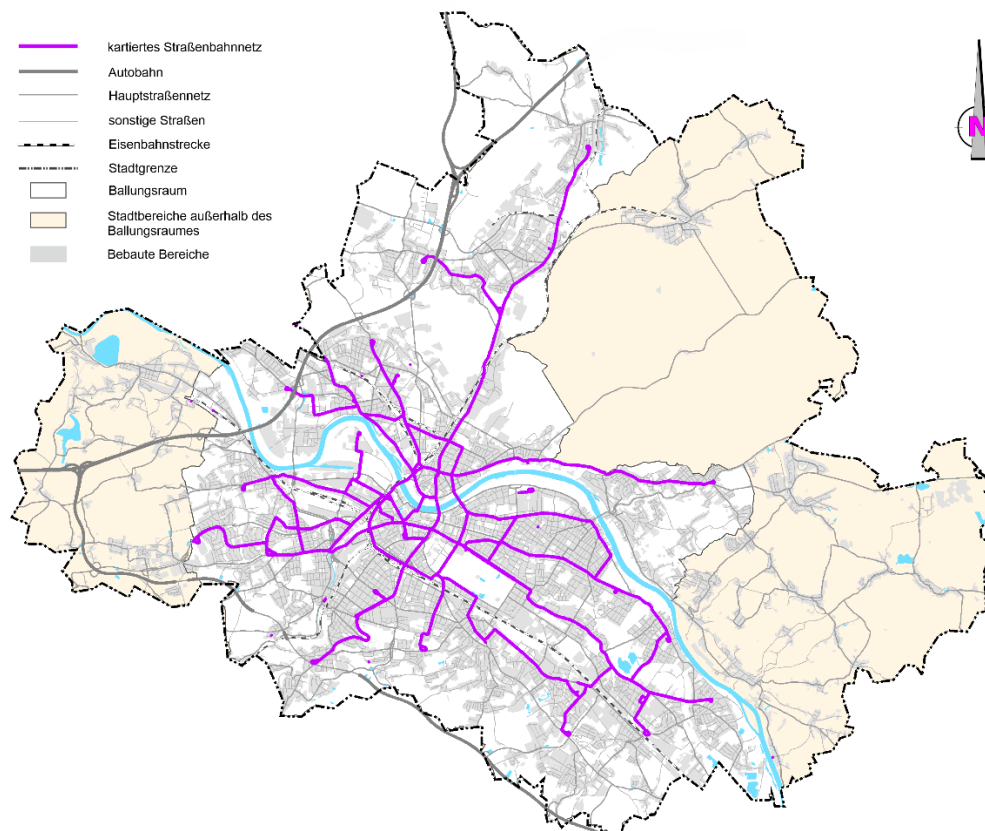 kartiertes Straßenbahnnetz
Autobahn
Hauptstraßennetz
sonstige Straßen
Eisenbahnstrecke
Stadtgrenze
Ballungsraum
Stadtbereiche außerhalb des
Ballungsraumes
Bebaute Bereiche
N